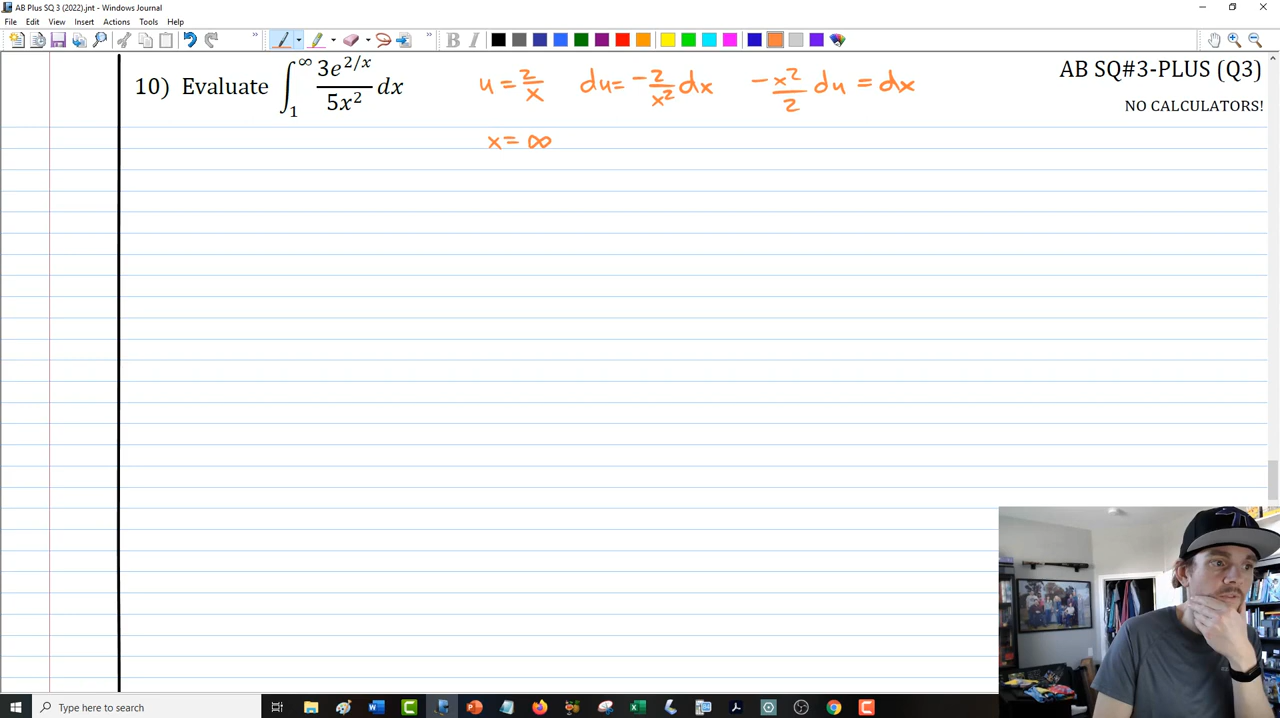 AB Plus SQ 3 (2022).jnt - Windows Journal
File Edit View Insert Actions Tools Help
B I
10) Evaluate ∫₁^∞ 3e^{2/x}/5x² dx u = 2/x du = -2/x² dx -x²/2 du = dx AB SQ#3-PLUS (Q3)
NO CALCULATORS!
x = ∞
Type here to search